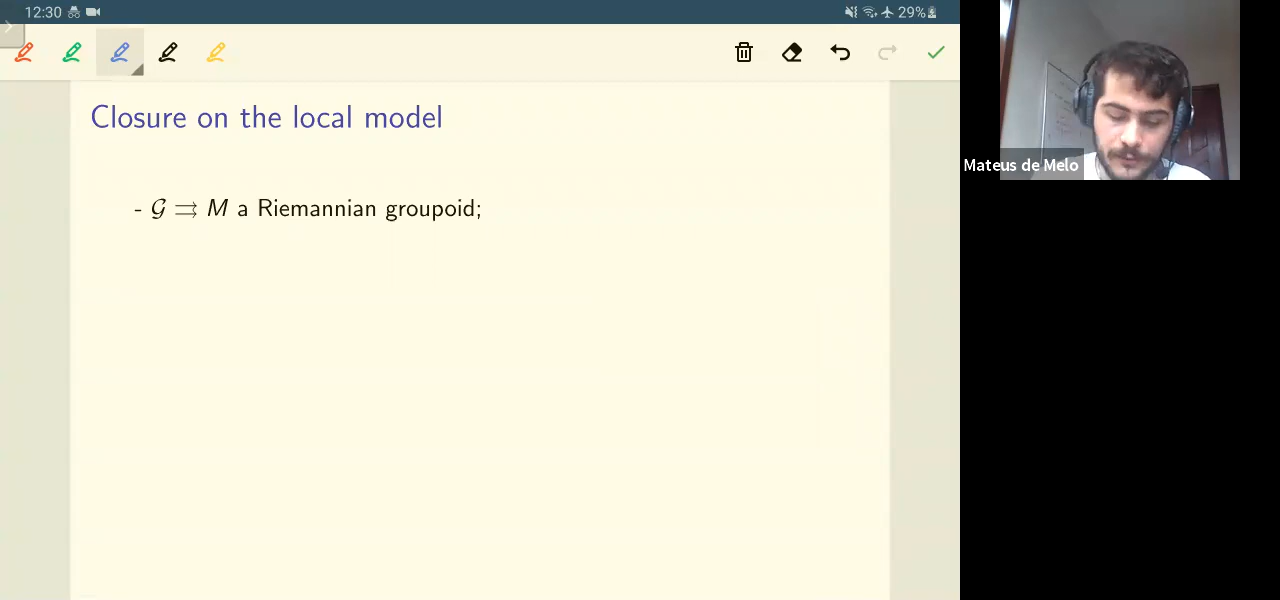 12:30 29%
Closure on the local model
- 𝒢 ⇉ M a Riemannian groupoid;
Mateus de Melo